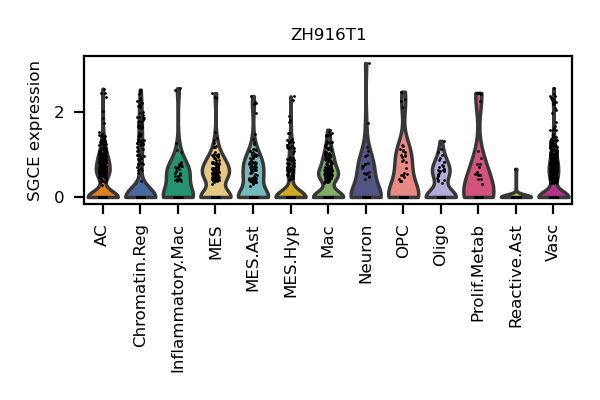 ZH916T1
SGCE expression
2
0
AC
Chromatin.Reg
Inflammatory.Mac
MES
MES.Ast
MES.Hyp
Mac
Neuron
OPC
Oligo
Prolif.Metab
Reactive.Ast
Vasc